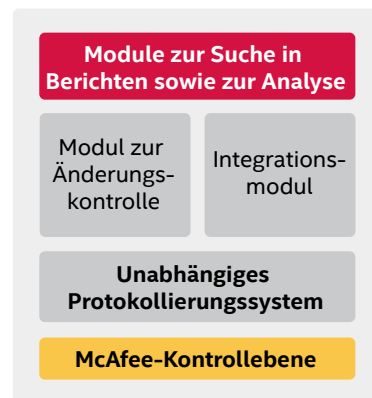 Module zur Suche in
Berichten sowie zur Analyse
Modul zur
Änderungs-
kontrolle
Integrations-
modul
Unabhängiges
Protokollierungssystem
McAfee-Kontrollebene